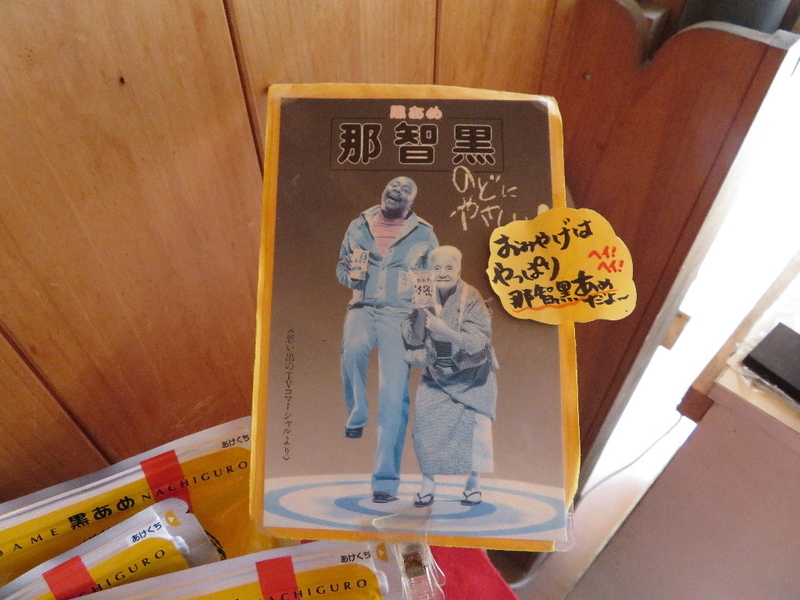 黒あめ
那智黒
のどに
やさしい!
おみやげは
やっぱり
ヘイ!
ヘイ!
那智黒あめ
だよ〜
《思い出のTVコマーシャルより》
あけくち
DAME 黒あめ NACHIGURO
あけくち
HIGURO
あけくち
NACHIGURO